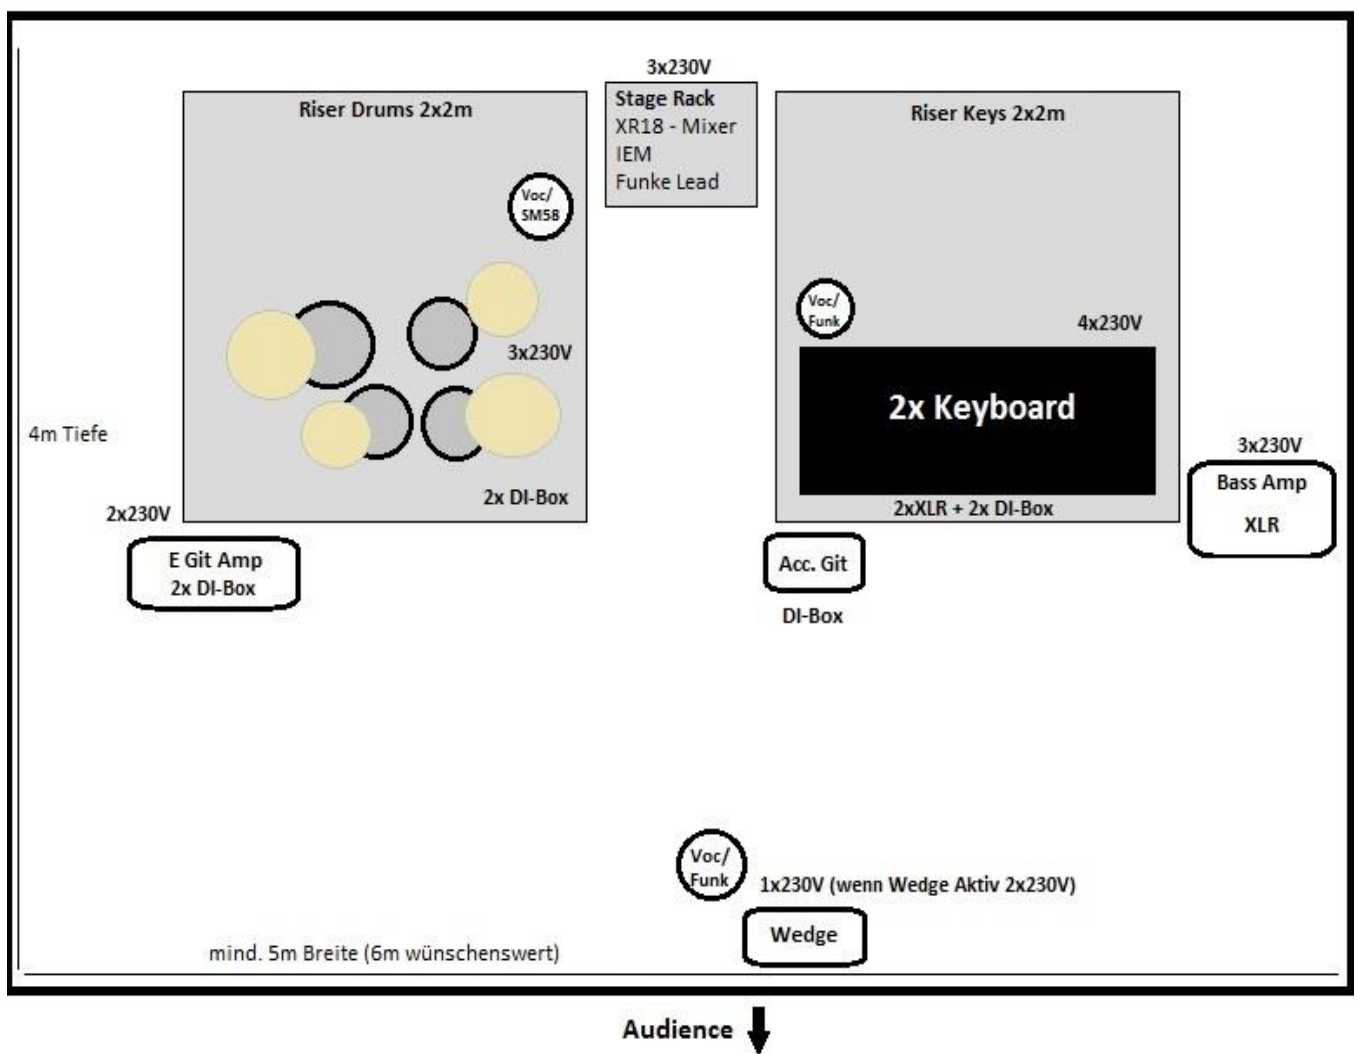 3x230V
Riser Drums 2x2m
Stage Rack
XR18 - Mixer
IEM
Funke Lead
Riser Keys 2x2m
Voc/
SM58
Voc/
Funk
4x230V
3x230V
2x Keyboard
4m Tiefe
3x230V
Bass Amp
XLR
2x DI-Box
2xXLR + 2x DI-Box
2x230V
E Git Amp
2x DI-Box
Acc. Git
DI-Box
Voc/
Funk
1x230V (wenn Wedge Aktiv 2x230V)
Wedge
mind. 5m Breite (6m wünschenswert)
Audience